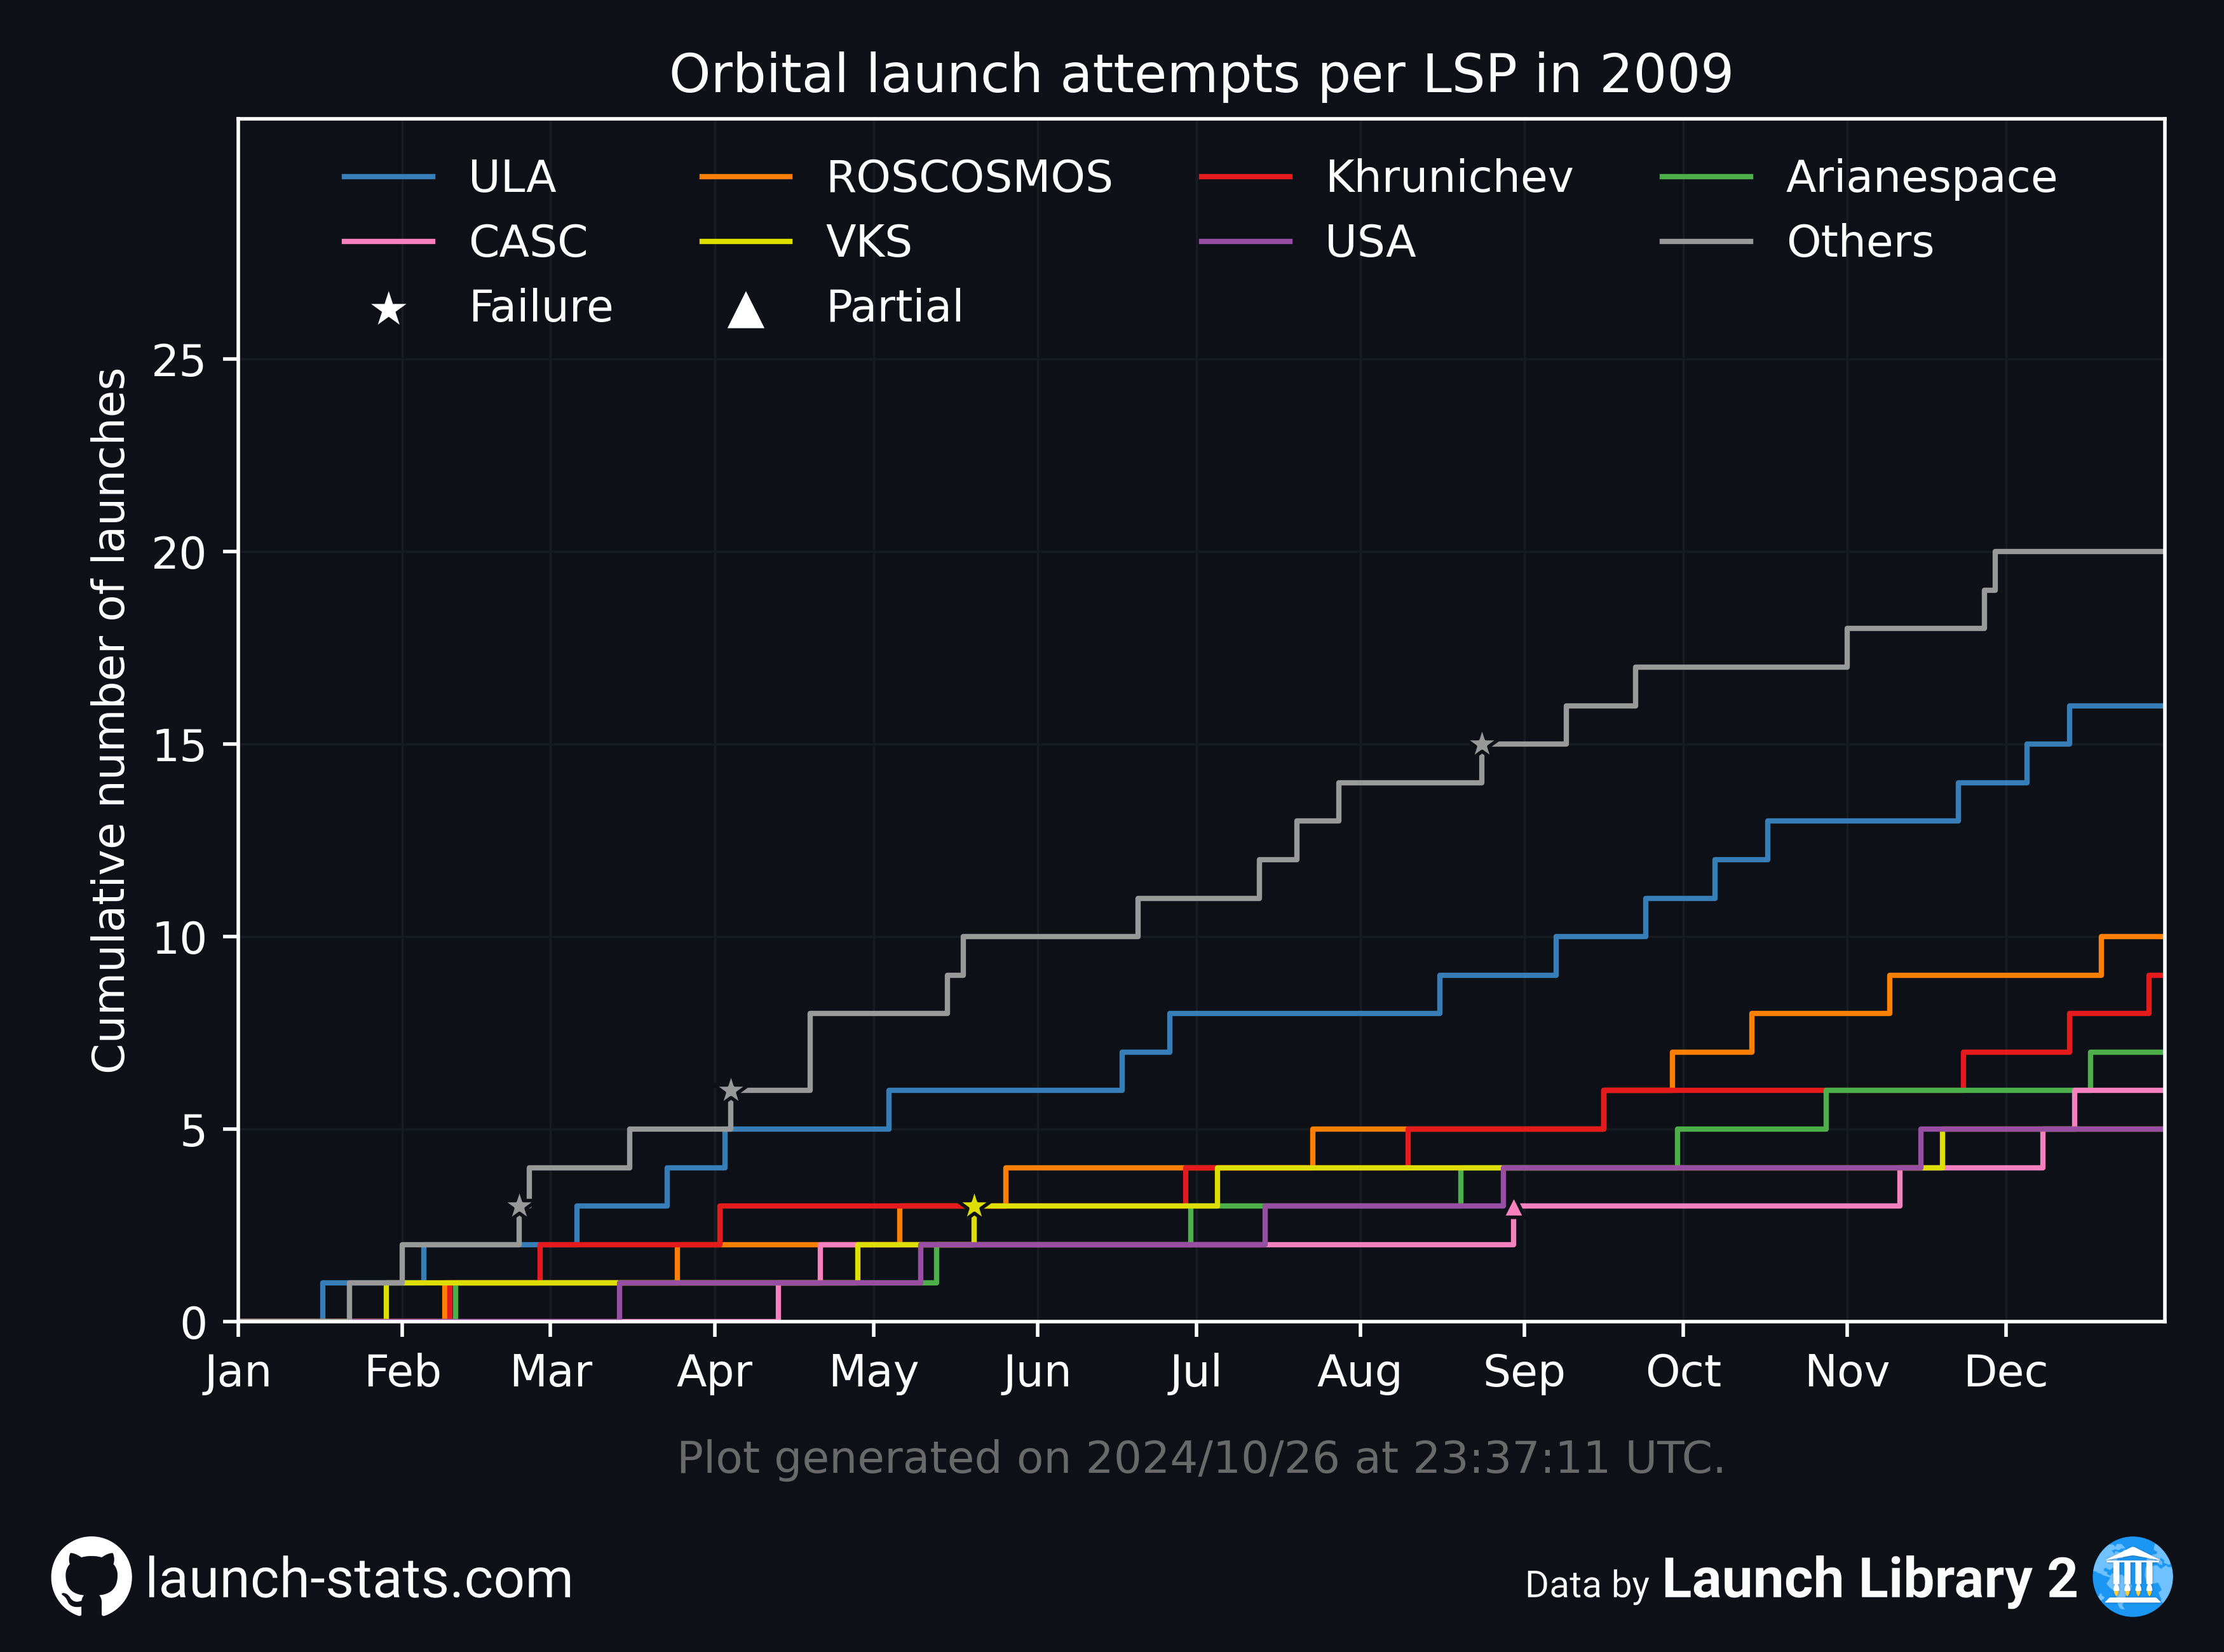 Orbital launch attempts per LSP in 2009
ULA ROSCOSMOS Khrunichev Arianespace
CASC VKS USA Others
Failure Partial
Cumulative number of launches
25
20
15
10
5
0
Jan Feb Mar Apr May Jun Jul Aug Sep Oct Nov Dec
Plot generated on 2024/10/26 at 23:37:11 UTC.
launch-stats.com
Data by Launch Library 2